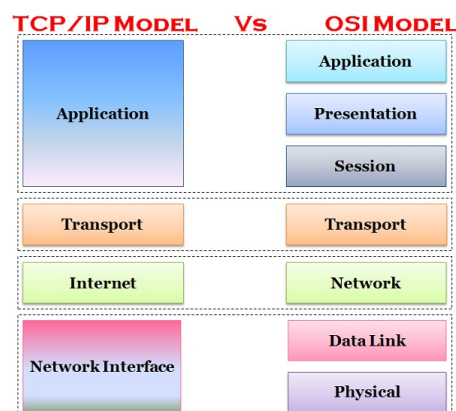 TCP/IP Model Vs OSI Model
Application
Application
Presentation
Session
Transport
Transport
Internet
Network
Network Interface
Data Link
Physical